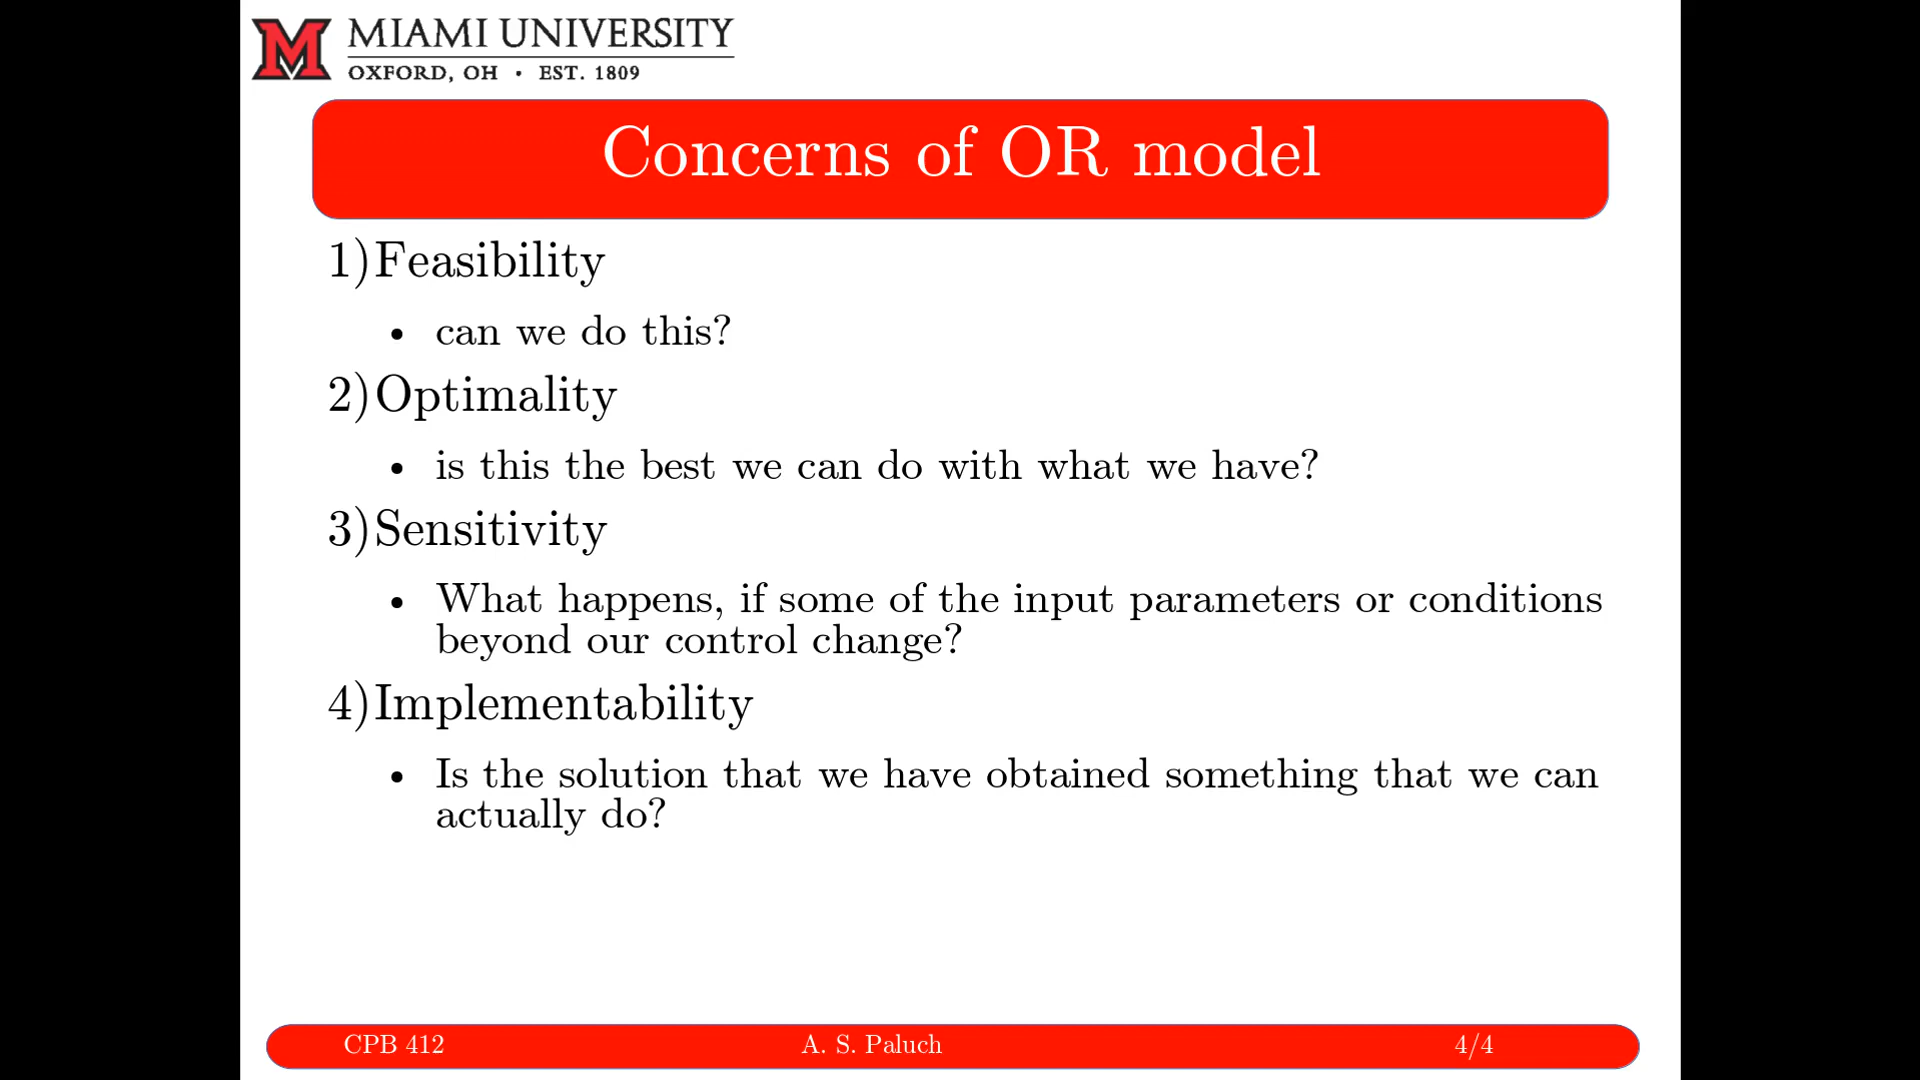 MIAMI UNIVERSITY
OXFORD, OH • EST. 1809
Concerns of OR model
1) Feasibility
• can we do this?
2) Optimality
• is this the best we can do with what we have?
3) Sensitivity
• What happens, if some of the input parameters or conditions
beyond our control change?
4) Implementability
• Is the solution that we have obtained something that we can
actually do?
CPB 412 A. S. Paluch 4/4